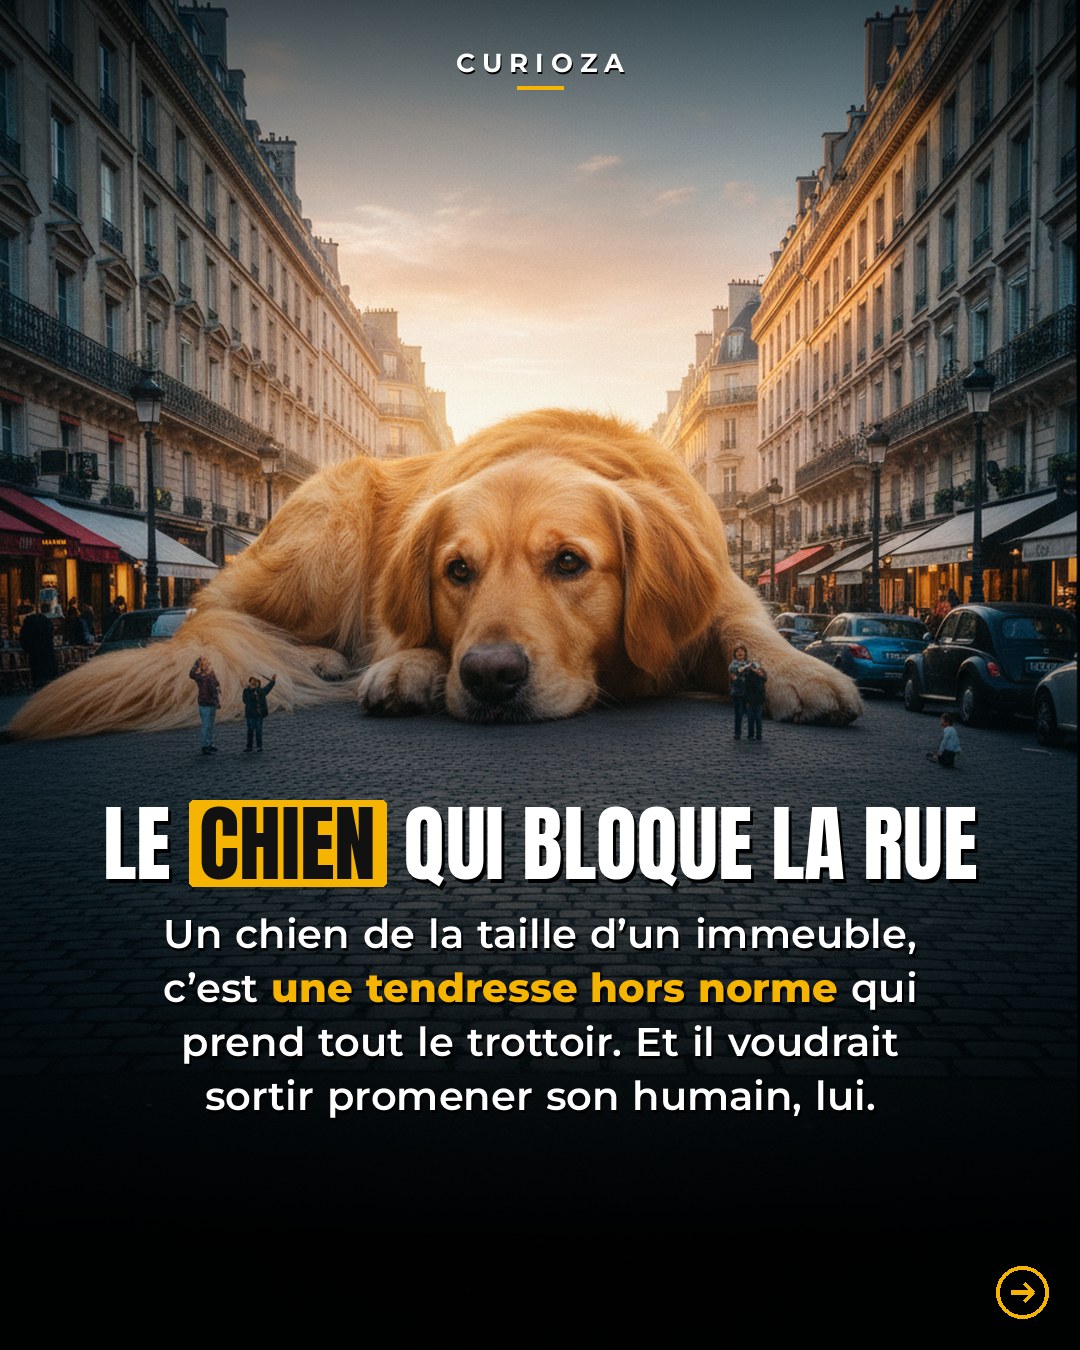 CURIOZA
LE CHIEN QUI BLOQUE LA RUE
Un chien de la taille d’un immeuble,
c’est une tendresse hors norme qui
prend tout le trottoir. Et il voudrait
sortir promener son humain, lui.